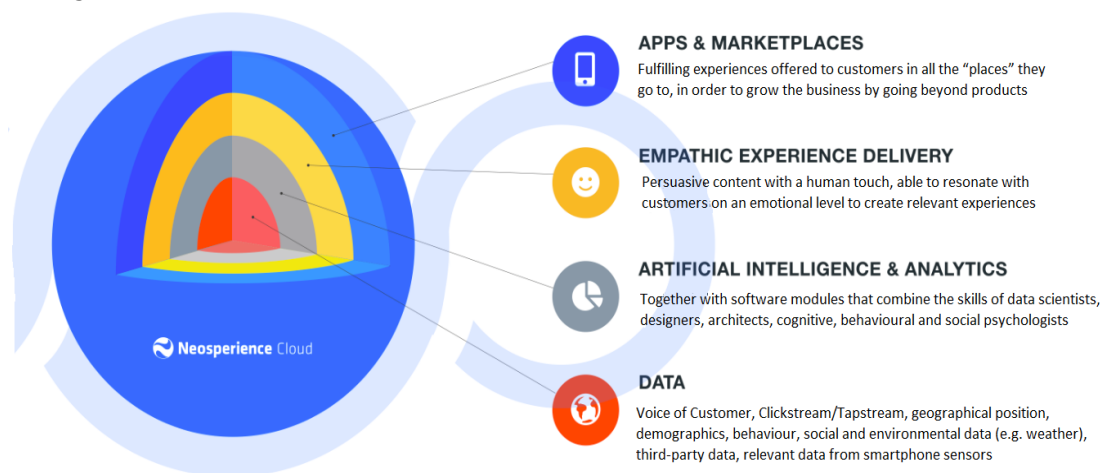 APPS & MARKETPLACES
Fulfilling experiences offered to customers in all the “places” they
go to, in order to grow the business by going beyond products
EMPATHIC EXPERIENCE DELIVERY
Persuasive content with a human touch, able to resonate with
customers on an emotional level to create relevant experiences
ARTIFICIAL INTELLIGENCE & ANALYTICS
Together with software modules that combine the skills of data scientists,
designers, architects, cognitive, behavioural and social psychologists
Neosperience Cloud
DATA
Voice of Customer, Clickstream/Tapstream, geographical position,
demographics, behaviour, social and environmental data (e.g. weather),
third-party data, relevant data from smartphone sensors